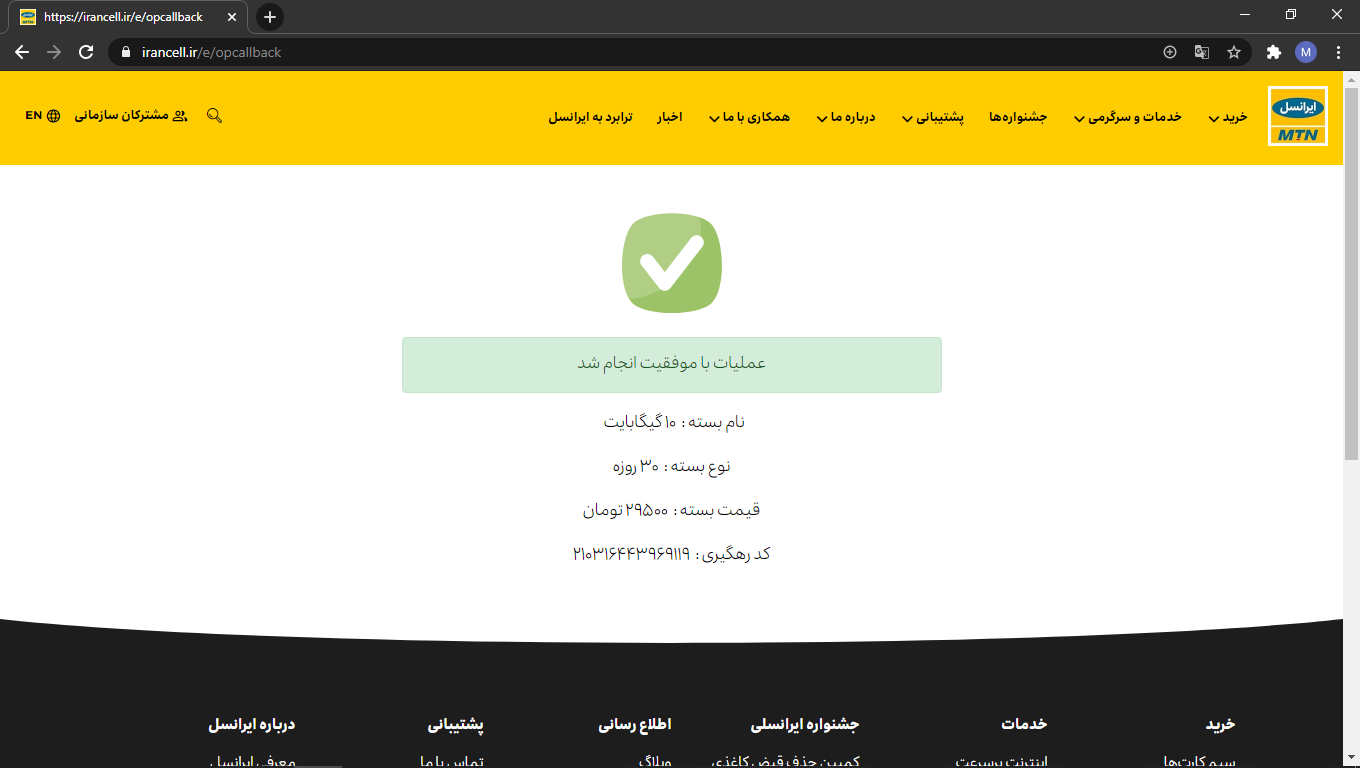 https://irancell.ir/e/opcallback
M
irancell.ir/e/opcallback
ایرانسل
MTN
خرید
خدمات و سرگرمی
جشنواره‌ها
پشتیبانی
درباره ما
همکاری با ما
اخبار
ترابرد به ایرانسل
مشترکان سازمانی
EN
عملیات با موفقیت انجام شد
نام بسته : ۱۰ گیگابایت
نوع بسته : ۳۰ روزه
قیمت بسته : ۲۹۵۰۰ تومان
کد رهگیری : ۲۱۰۳۱۶۴۴۳۹۶۹۱۱۹
خرید
خدمات
جشنواره ایرانسلی
اطلاع رسانی
پشتیبانی
درباره ایرانسل
سیم کارت‌ها
اینترنت پرسرعت
کمپین حذف قبض کاغذی
وبلاگ
تماس با ما
معرفی ایرانسل